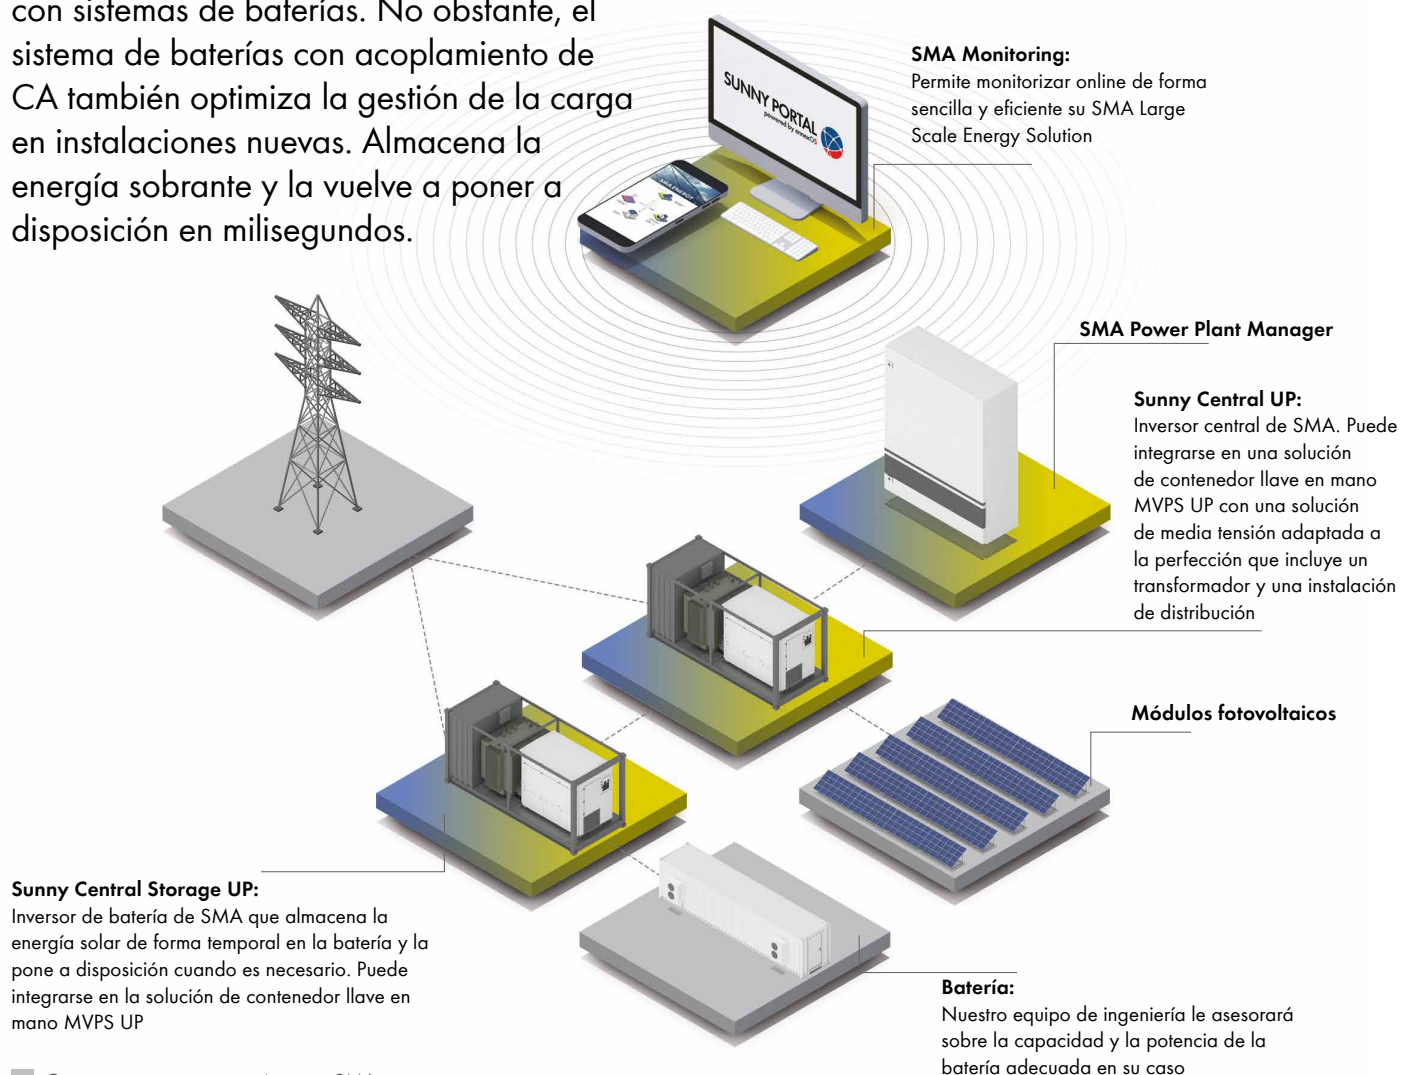 con sistemas de baterías. No obstante, el
sistema de baterías con acoplamiento de
CA también optimiza la gestión de la carga
en instalaciones nuevas. Almacena la
energía sobrante y la vuelve a poner a
disposición en milisegundos.
SUNNY PORTAL
powered by ennexOS
SMA ENERGY
SMA Monitoring:
Permite monitorizar online de forma
sencilla y eficiente su SMA Large
Scale Energy Solution
SMA Power Plant Manager
Sunny Central UP:
Inversor central de SMA. Puede
integrarse en una solución
de contenedor llave en mano
MVPS UP con una solución
de media tensión adaptada a
la perfección que incluye un
transformador y una instalación
de distribución
Módulos fotovoltaicos
Sunny Central Storage UP:
Inversor de batería de SMA que almacena la
energía solar de forma temporal en la batería y la
pone a disposición cuando es necesario. Puede
integrarse en la solución de contenedor llave en
mano MVPS UP
Batería:
Nuestro equipo de ingeniería le asesorará
sobre la capacidad y la potencia de la
batería adecuada en su caso